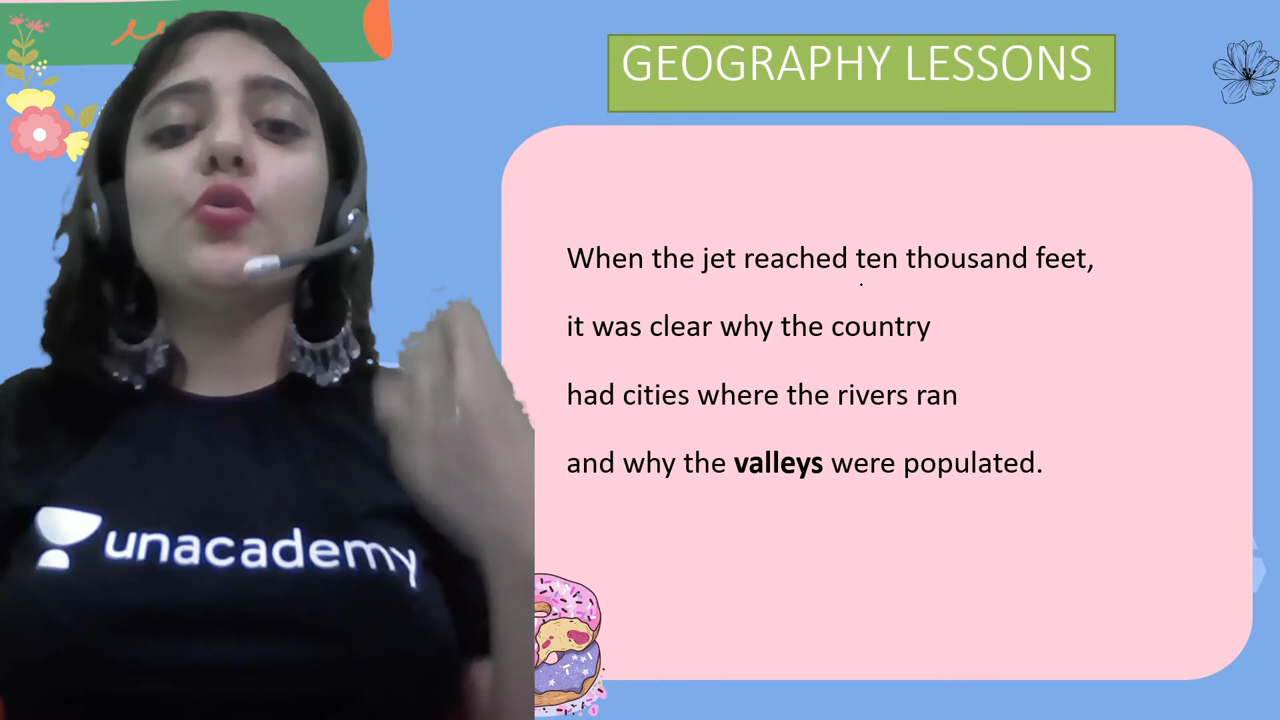 GEOGRAPHY LESSONS
When the jet reached ten thousand feet,
it was clear why the country
had cities where the rivers ran
and why the valleys were populated.
unacademy